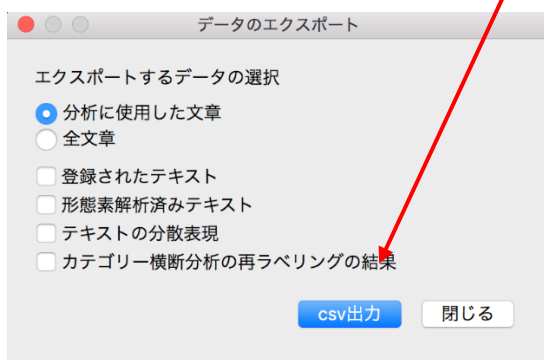 データのエクスポート
エクスポートするデータの選択
分析に使用した文章
全文章
登録されたテキスト
形態素解析済みテキスト
テキストの分散表現
カテゴリー横断分析の再ラベリングの結果
csv出力 閉じる